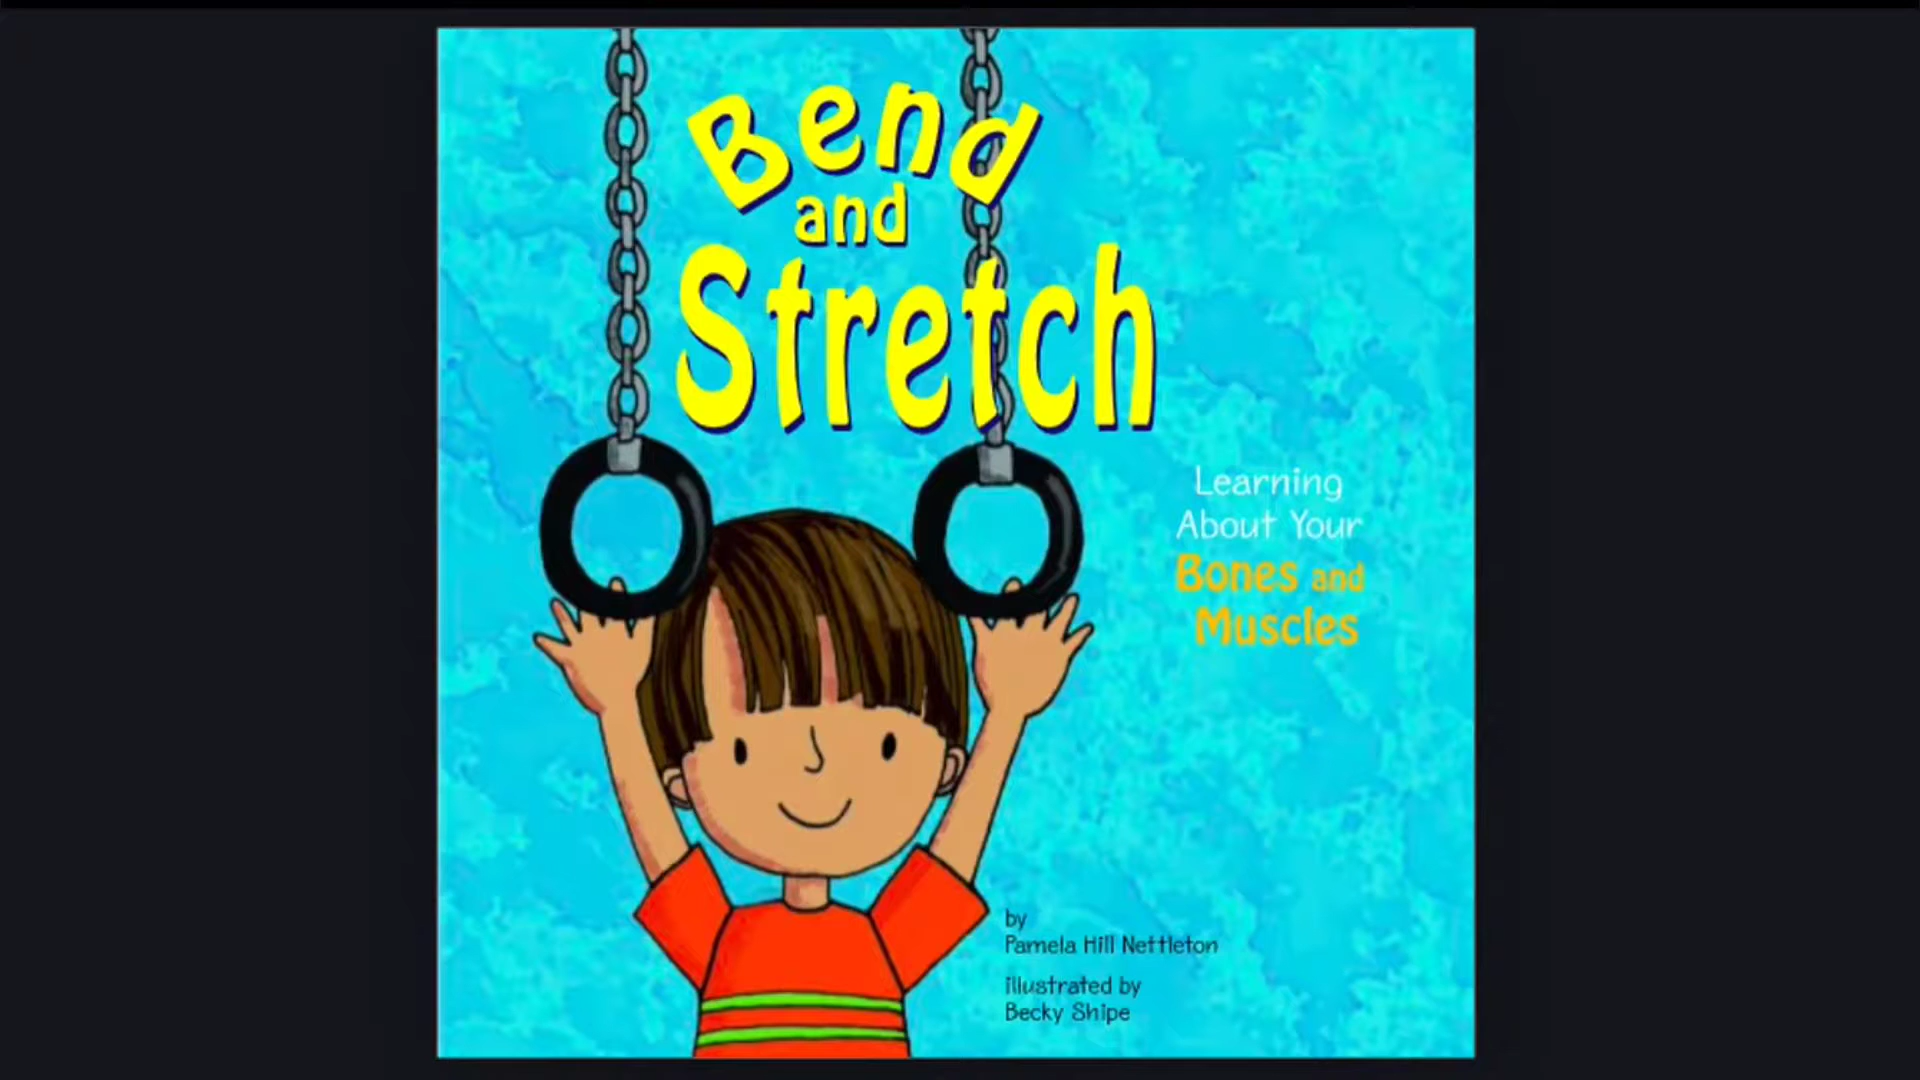 Bend
and
Stretch
Learning
About Your
Bones and
Muscles
by
Pamela Hill Nettleton
illustrated by
Becky Shipe